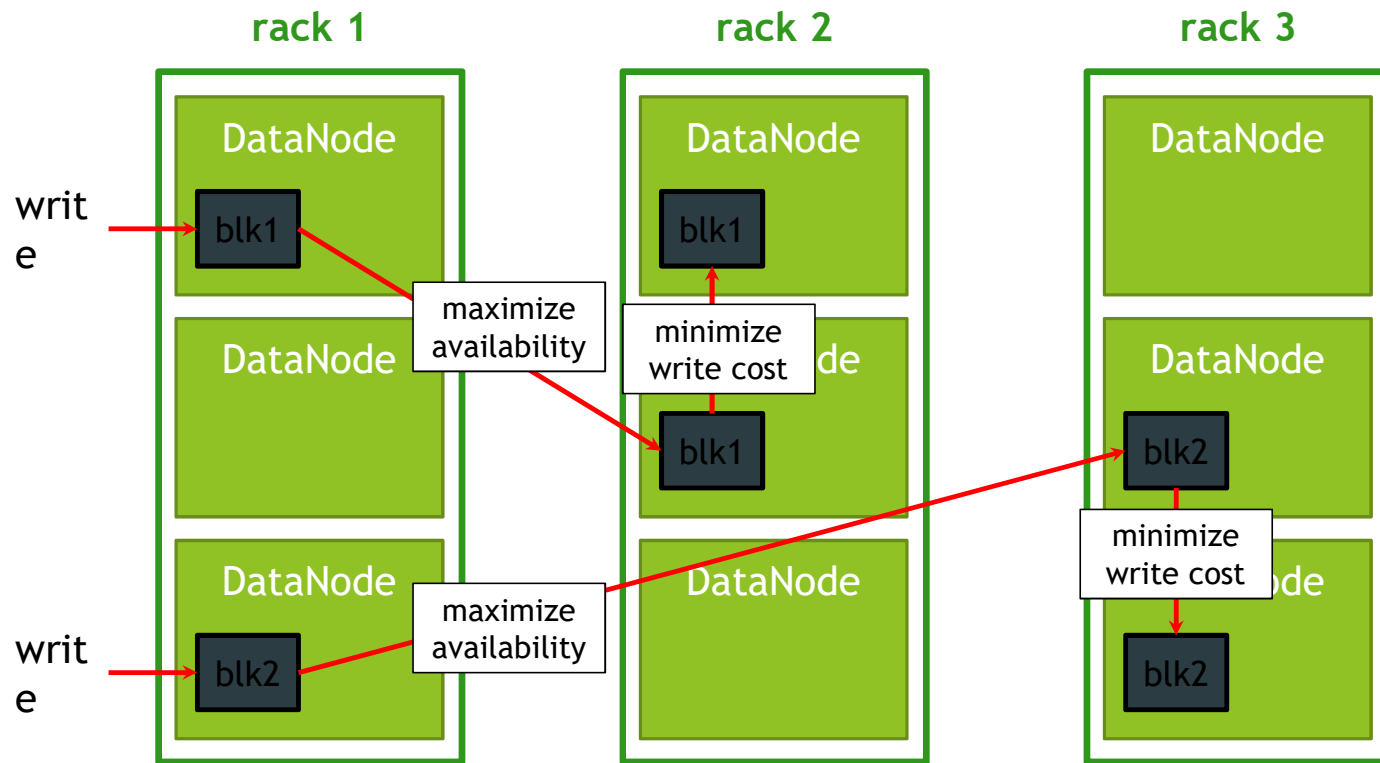 rack 1
rack 2
rack 3
DataNode
DataNode
DataNode
writ
e
blk1
blk1
maximize
availability
minimize
write cost
DataNode
de
DataNode
blk1
blk2
minimize
write cost
DataNode
DataNode
de
maximize
availability
writ
e
blk2
blk2